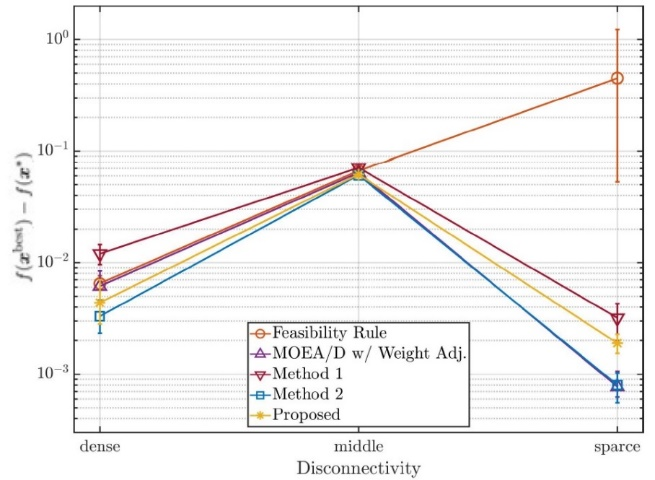 10⁰
10⁻¹
10⁻²
10⁻³
f(x^best) − f(x*)
Feasibility Rule
MOEA/D w/ Weight Adj.
Method 1
Method 2
Proposed
dense middle sparce
Disconnectivity